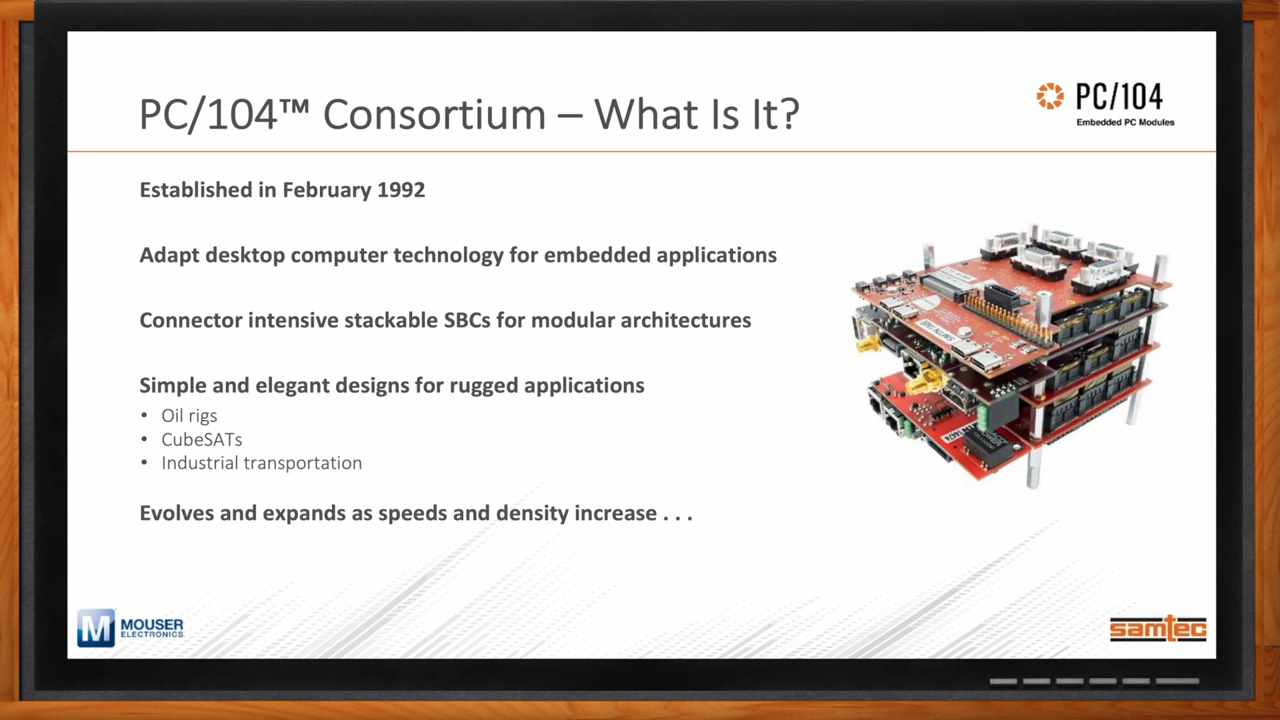 PC/104™ Consortium – What Is It?
PC/104
Embedded PC Modules
Established in February 1992
Adapt desktop computer technology for embedded applications
Connector intensive stackable SBCs for modular architectures
Simple and elegant designs for rugged applications
• Oil rigs
• CubeSATs
• Industrial transportation
Evolves and expands as speeds and density increase . . .
M MOUSER
ELECTRONICS
samtec